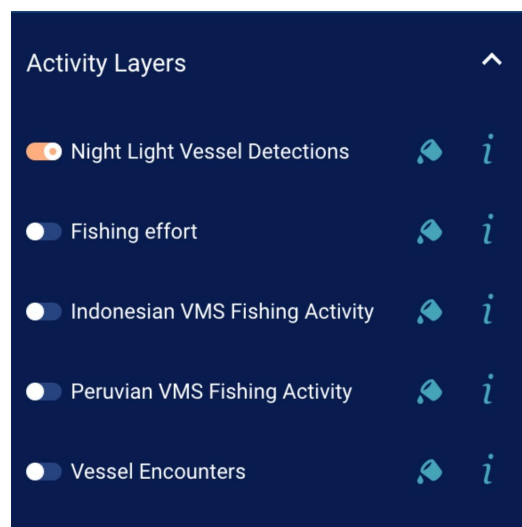 Activity Layers
Night Light Vessel Detections
Fishing effort
Indonesian VMS Fishing Activity
Peruvian VMS Fishing Activity
Vessel Encounters